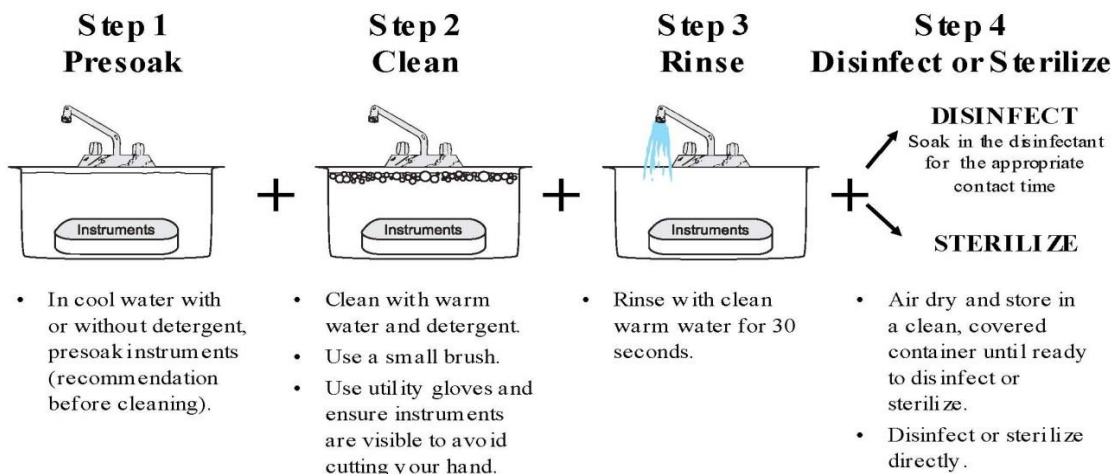 Step 1
Presoak
Instruments
• In cool water with
or without detergent,
presoak instruments
(recommendation
before cleaning).
+
Step 2
Clean
Instruments
• Clean with warm
water and detergent.
• Use a small brush.
• Use utility gloves and
ensure instruments
are visible to avoid
cutting your hand.
+
Step 3
Rinse
Instruments
• Rinse with clean
warm water for 30
seconds.
+
Step 4
Disinfect or Sterilize
DISINFECT
Soak in the disinfectant
for the appropriate
contact time
STERILIZE
• Air dry and store in
a clean, covered
container until ready
to disinfect or
sterilize.
• Disinfect or sterilize
directly.